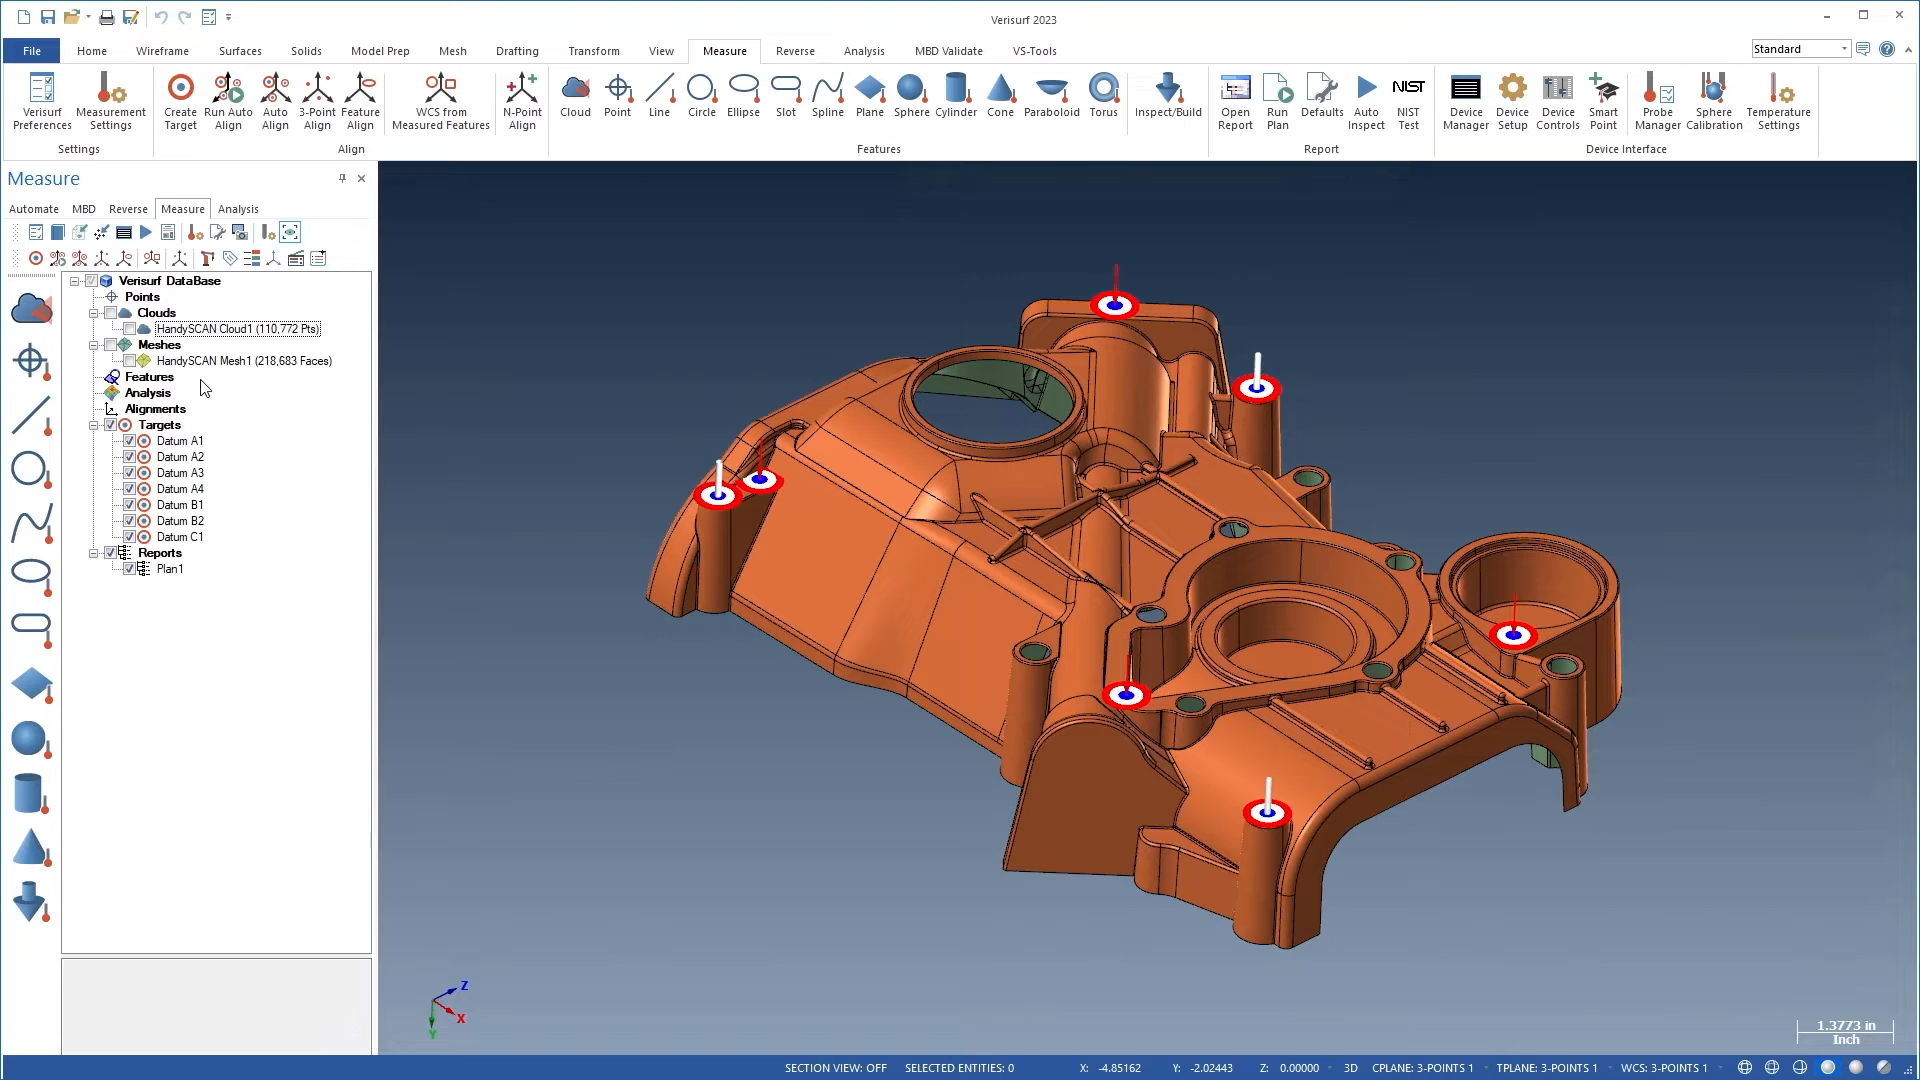 Verisurf 2023
File Home Wireframe Surfaces Solids Model Prep Mesh Drafting Transform View Measure Reverse Analysis MBD Validate VS-Tools
Standard
Verisurf Preferences
Measurement Settings
Settings
Create Target
Run Auto Align
Auto Align
3-Point Align
Feature Align
WCS from Measured Features
N-Point Align
Align
Cloud Point Line Circle Ellipse Slot Spline Plane Sphere Cylinder Cone Paraboloid Torus Inspect/Build
Features
Open Report
Run Plan
Defaults
Auto Inspect
NIST
NIST Test
Report
Device Manager
Device Setup
Device Controls
Smart Point
Probe Manager
Sphere Calibration
Temperature Settings
Device Interface
Measure
Automate MBD Reverse Measure Analysis
Verisurf DataBase
Points
Clouds
HandySCAN Cloud1 (110,772 Pts)
Meshes
HandySCAN Mesh1 (218,683 Faces)
Features
Analysis
Alignments
Targets
Datum A1
Datum A2
Datum A3
Datum A4
Datum B1
Datum B2
Datum C1
Reports
Plan1
Z
X
Y
1.3773 in
Inch
SECTION VIEW: OFF SELECTED ENTITIES: 0 X: -4.85162 Y: -2.02443 Z: 0.00000 3D CPLANE: 3-POINTS 1 TPLANE: 3-POINTS 1 WCS: 3-POINTS 1